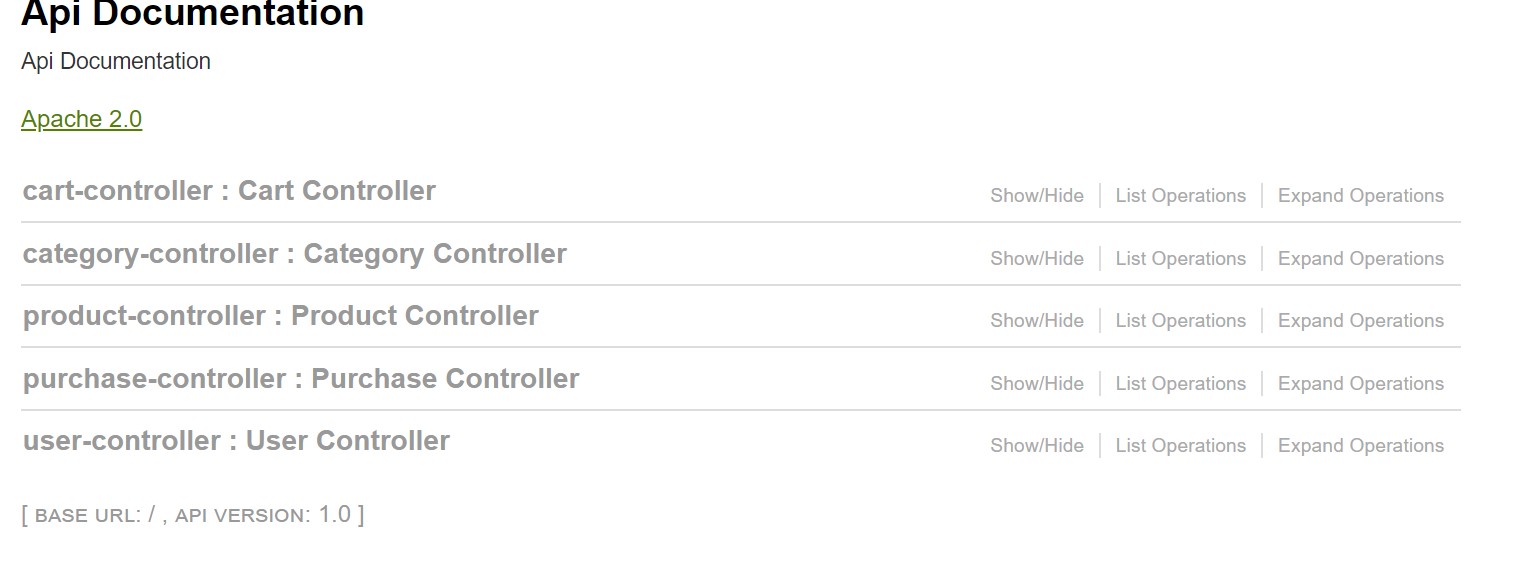 Api Documentation
Api Documentation
Apache 2.0
cart-controller : Cart Controller Show/Hide List Operations Expand Operations
category-controller : Category Controller Show/Hide List Operations Expand Operations
product-controller : Product Controller Show/Hide List Operations Expand Operations
purchase-controller : Purchase Controller Show/Hide List Operations Expand Operations
user-controller : User Controller Show/Hide List Operations Expand Operations
[ BASE URL: / , API VERSION: 1.0 ]